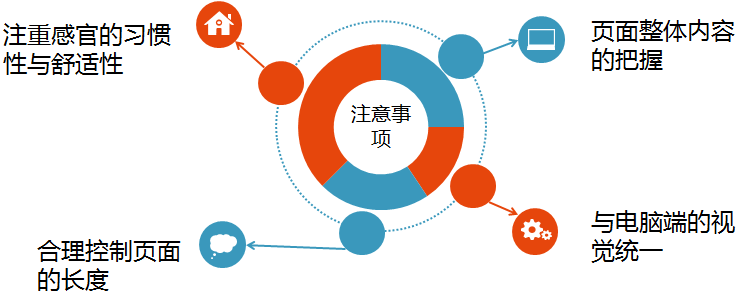 注重感官的习惯
性与舒适性
页面整体内容
的把握
注意事
项
合理控制页面
的长度
与电脑端的视
觉统一